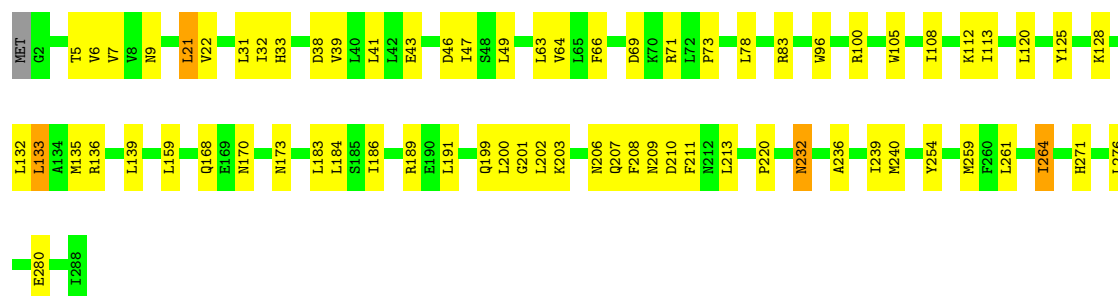 MET G2 T5 V6 V7 V8 N9 L21 V22 L31 I32 H33 D38 V39 L40 L41 L42 E43 D46 I47 S48 L49 L63 V64 L65 F66 D69 K70 R71 L72 P73 L78 R83 W96 R100 W105 I108 K112 I113 L120 Y125 K128
L132 L133 A134 M135 R136 L139 L159 Q168 E169 N170 N173 L183 L184 S185 I186 R189 E190 L191 Q199 L200 G201 L202 K203 N206 Q207 F208 N209 D210 F211 N212 L213 P220 N232 A236 I239 M240 Y254 M259 F260 L261 I264 H271
E280 I288